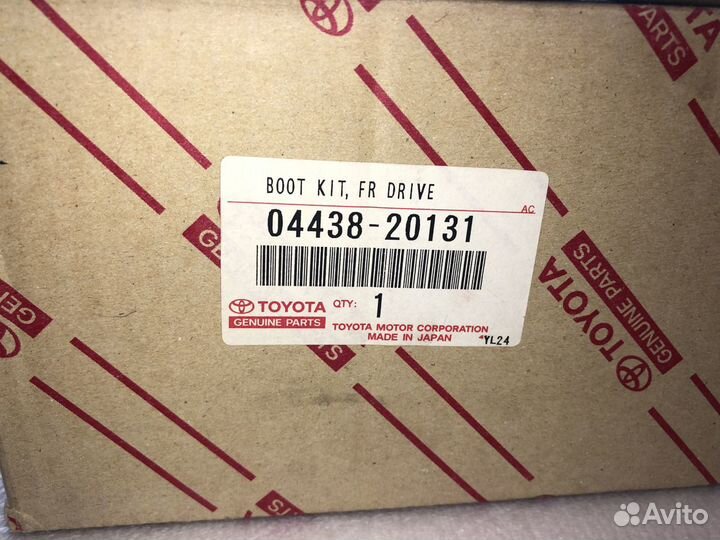 PARTS
BOOT KIT, FR DRIVE
AC
04438-20131
TOYOTA
GENUINE PARTS
QTY: 1
TOYOTA MOTOR CORPORATION
MADE IN JAPAN
YL24
TOYOTA
GENUINE PARTS
Avito